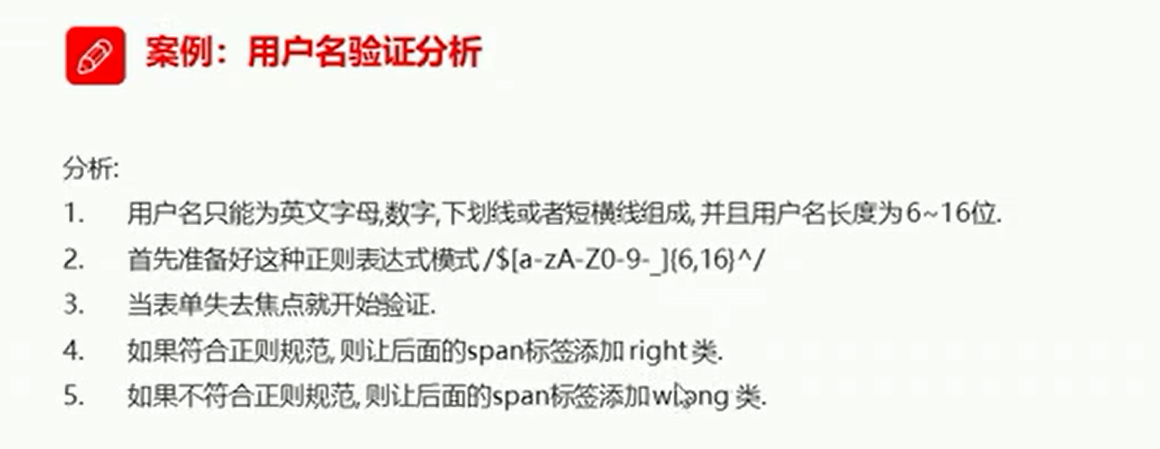 案例：用户名验证分析
分析:
1. 用户名只能为英文字母,数字,下划线或者短横线组成, 并且用户名长度为6~16位.
2. 首先准备好这种正则表达式模式/$[a-zA-Z0-9-_]{6,16}^/
3. 当表单失去焦点就开始验证.
4. 如果符合正则规范, 则让后面的span标签添加 right 类.
5. 如果不符合正则规范, 则让后面的span标签添加 类.